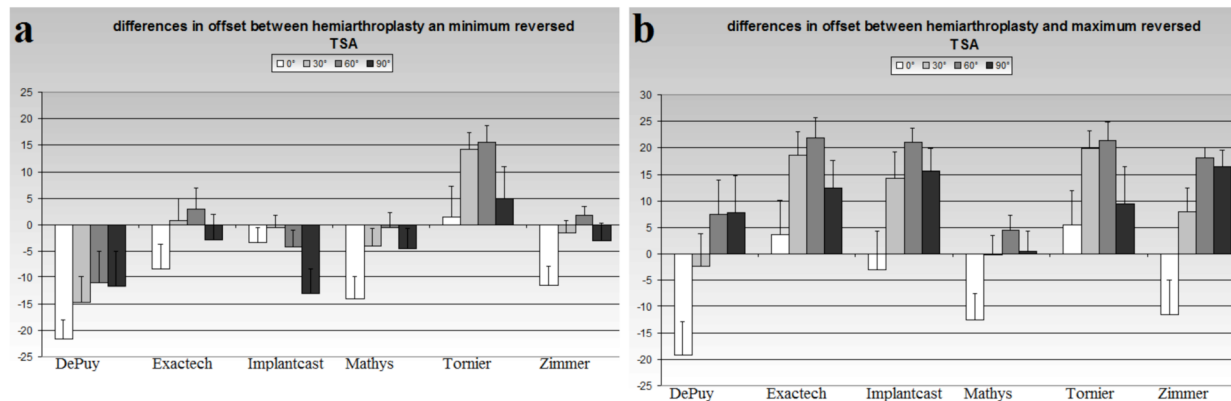 a
differences in offset between hemiarthroplasty an minimum reversed
TSA
0° 30° 60° 90°
25
20
15
10
5
0
-5
-10
-15
-20
-25
DePuy Exactech Implantcast Mathys Tornier Zimmer
b
differences in offset between hemiarthroplasty and maximum reversed
TSA
0° 30° 60° 90°
30
25
20
15
10
5
0
-5
-10
-15
-20
-25
DePuy Exactech Implantcast Mathys Tornier Zimmer